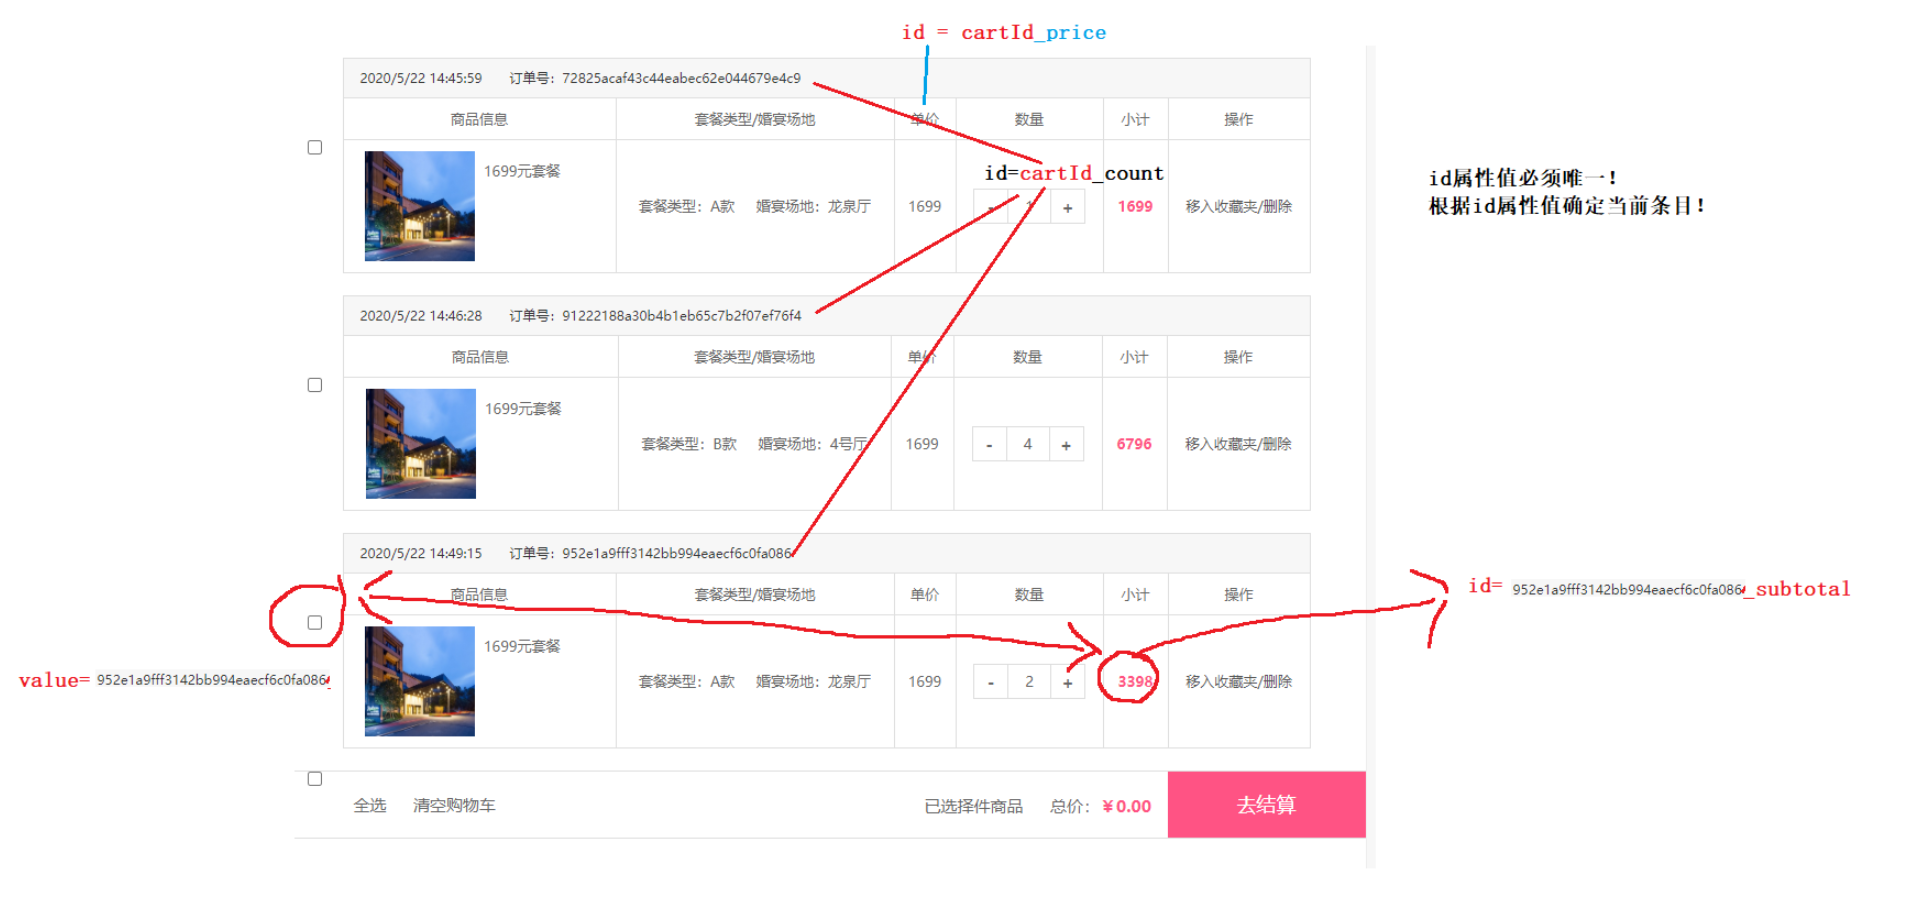 id = cartId_price
2020/5/22 14:45:59 订单号：72825acaf43c44eabec62e044679e4c9
商品信息 套餐类型/婚宴场地 单价 数量 小计 操作
1699元套餐
id=cartId_count
套餐类型：A款 婚宴场地：龙泉厅 1699 - 1 + 1699 移入收藏夹/删除
id属性值必须唯一！
根据id属性值确定当前条目！
2020/5/22 14:46:28 订单号：91222188a30b4b1eb65c7b2f07ef76f4
商品信息 套餐类型/婚宴场地 单价 数量 小计 操作
1699元套餐
套餐类型：B款 婚宴场地：4号厅 1699 - 4 + 6796 移入收藏夹/删除
2020/5/22 14:49:15 订单号：952e1a9fff3142bb994eaecf6c0fa086
商品信息 套餐类型/婚宴场地 单价 数量 小计 操作
id= 952e1a9fff3142bb994eaecf6c0fa086_subtotal
1699元套餐
value= 952e1a9fff3142bb994eaecf6c0fa086
套餐类型：A款 婚宴场地：龙泉厅 1699 - 2 + 3398 移入收藏夹/删除
全选 清空购物车 已选择件商品 总价：￥0.00 去结算